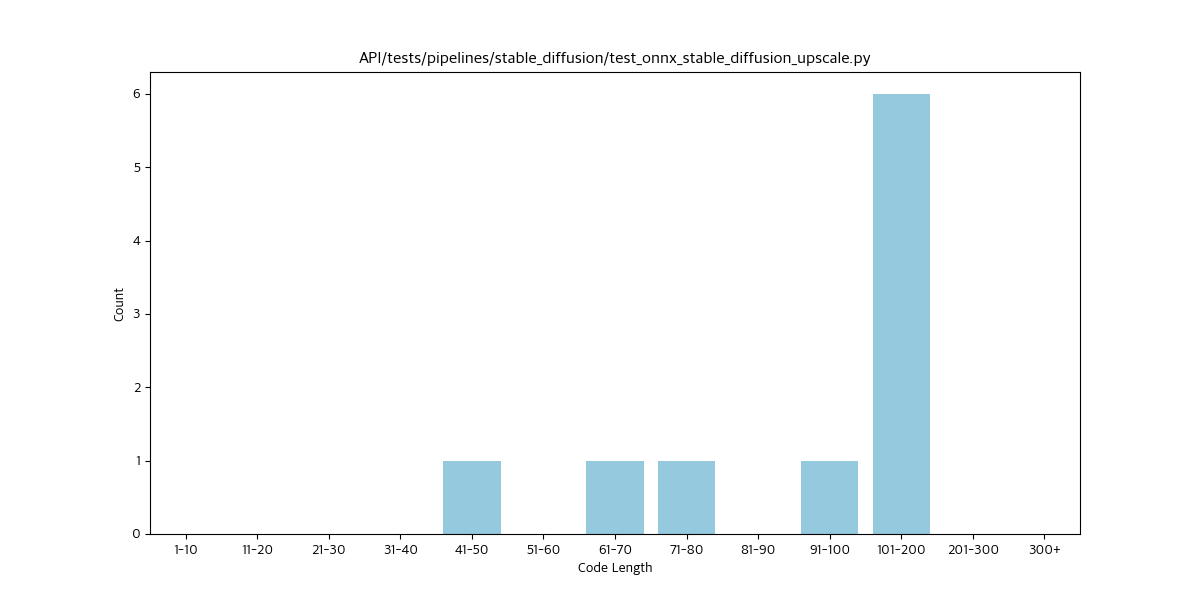 API/tests/pipelines/stable_diffusion/test_onnx_stable_diffusion_upscale.py
6
5
4
3
2
1
0
Count
1-10 11-20 21-30 31-40 41-50 51-60 61-70 71-80 81-90 91-100 101-200 201-300 300+
Code Length